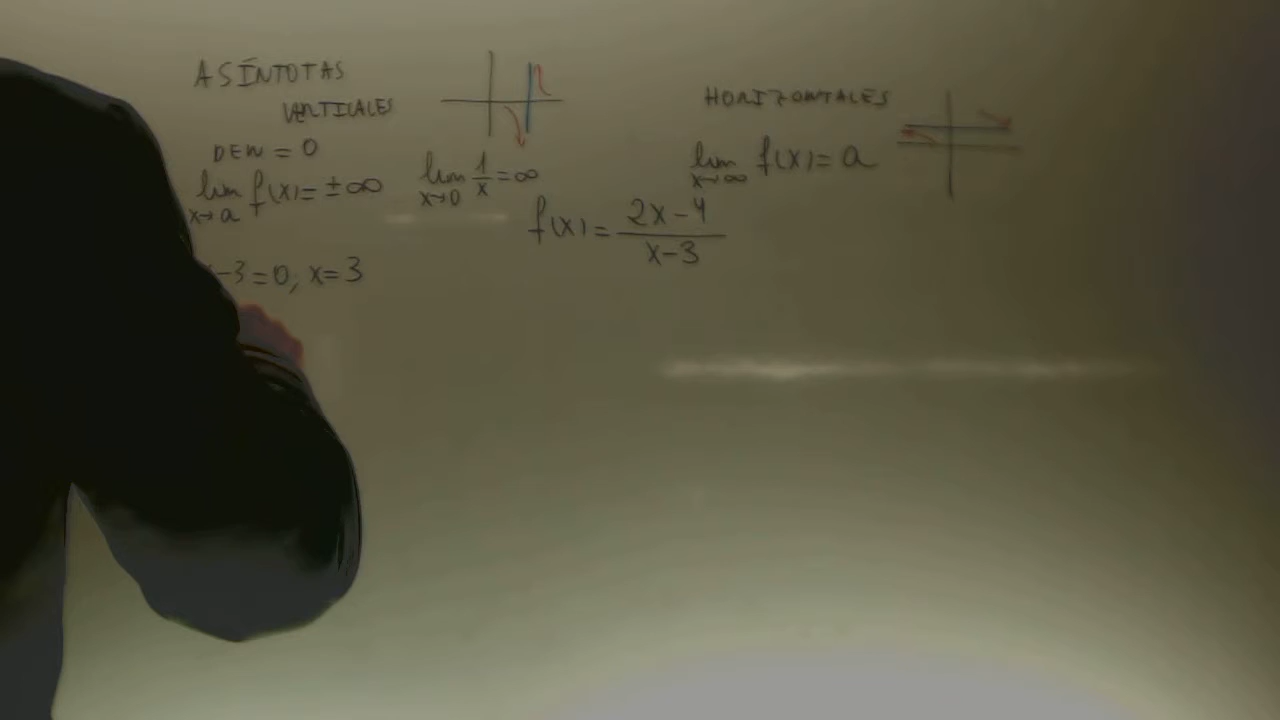 ASÍNTOTAS
VERTICALES
DEN = 0
lim x→a f(x) = ±∞
lim x→0 1/x = ∞
-3=0, x=3
f(x) = (2x-4)/(x-3)
HORIZONTALES
lim x→∞ f(x) = a